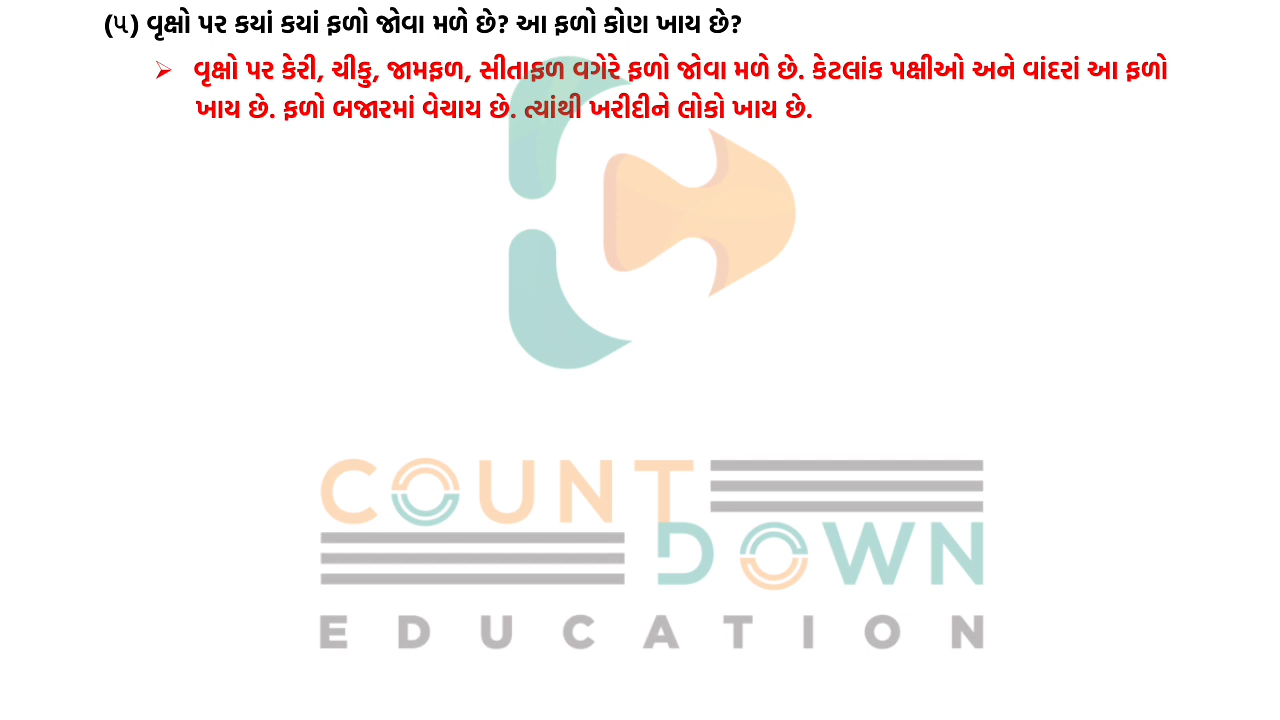 (૫) વૃક્ષો પર કયાં કયાં ફળો જોવા મળે છે? આ ફળો કોણ ખાય છે?
➢ વૃક્ષો પર કેરી, ચીકુ, જામફળ, સીતાફળ વગેરે ફળો જોવા મળે છે. કેટલાંક પક્ષીઓ અને વાંદરાં આ ફળો
ખાય છે. ફળો બજારમાં વેચાય છે. ત્યાંથી ખરીદીને લોકો ખાય છે.
COUNT
DOWN
EDUCATION